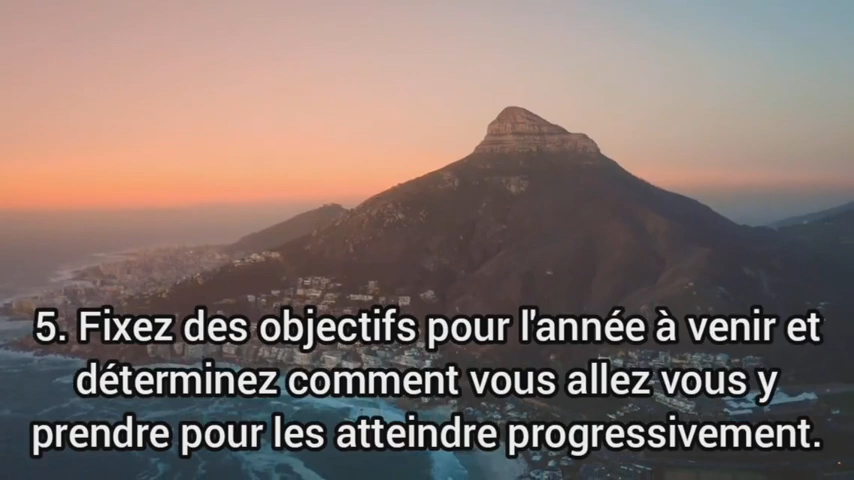 5. Fixez des objectifs pour l'année à venir et
déterminez comment vous allez vous y
prendre pour les atteindre progressivement.